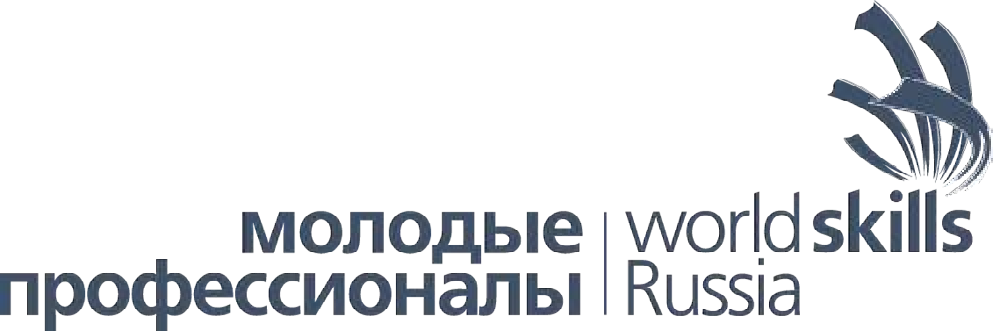 молодые
профессионалы
worldskills
Russia